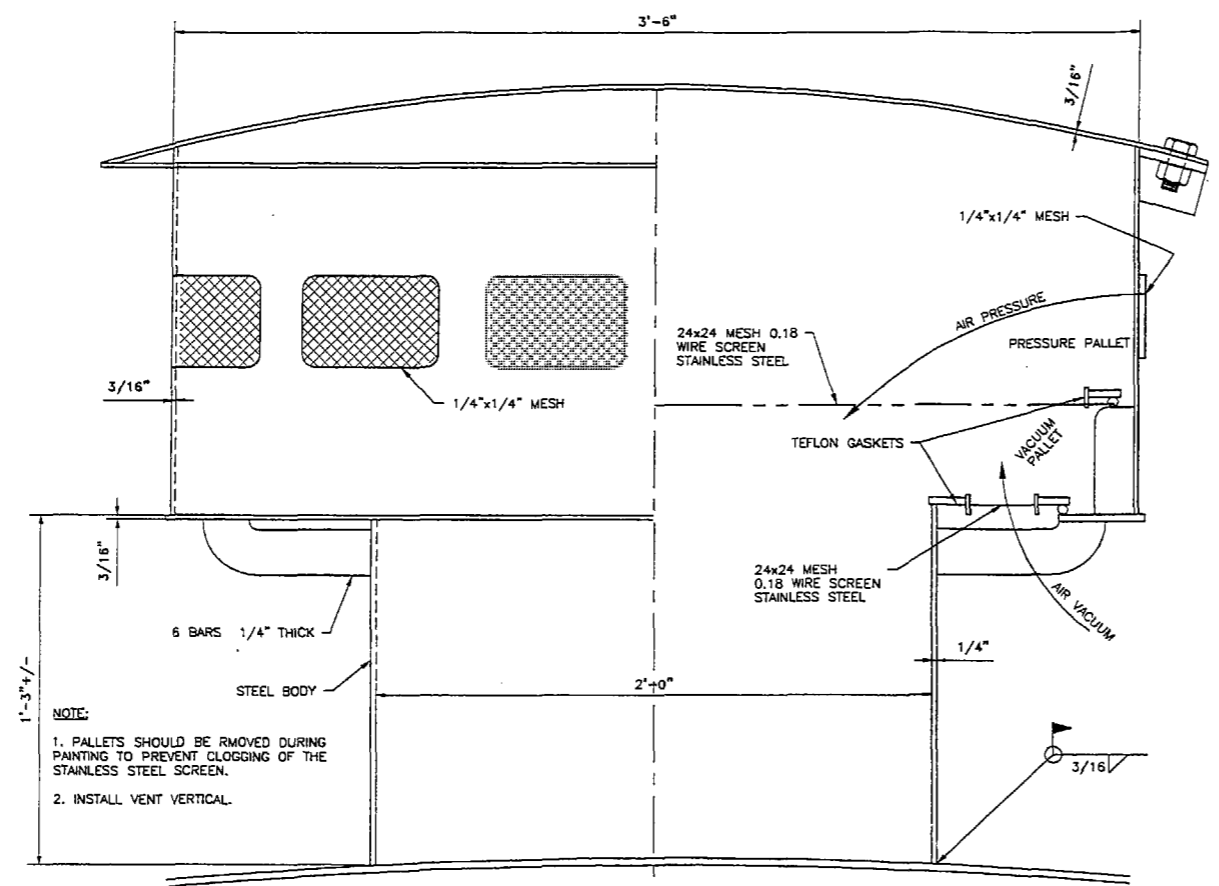 3'-6"
3/16"
1/4"x1/4" MESH
AIR PRESSURE
24x24 MESH 0.18
WIRE SCREEN
STAINLESS STEEL
PRESSURE PALLET
3/16"
1/4"x1/4" MESH
TEFLON GASKETS
VACUUM
PALLET
3/16"
24x24 MESH
0.18 WIRE SCREEN
STAINLESS STEEL
AIR VACUUM
6 BARS 1/4" THICK
1/4"
STEEL BODY
2'-0"
1'-3"+/-
NOTE:
1. PALLETS SHOULD BE RMOVED DURING
PAINTING TO PREVENT CLOGGING OF THE
STAINLESS STEEL SCREEN.
2. INSTALL VENT VERTICAL.
3/16